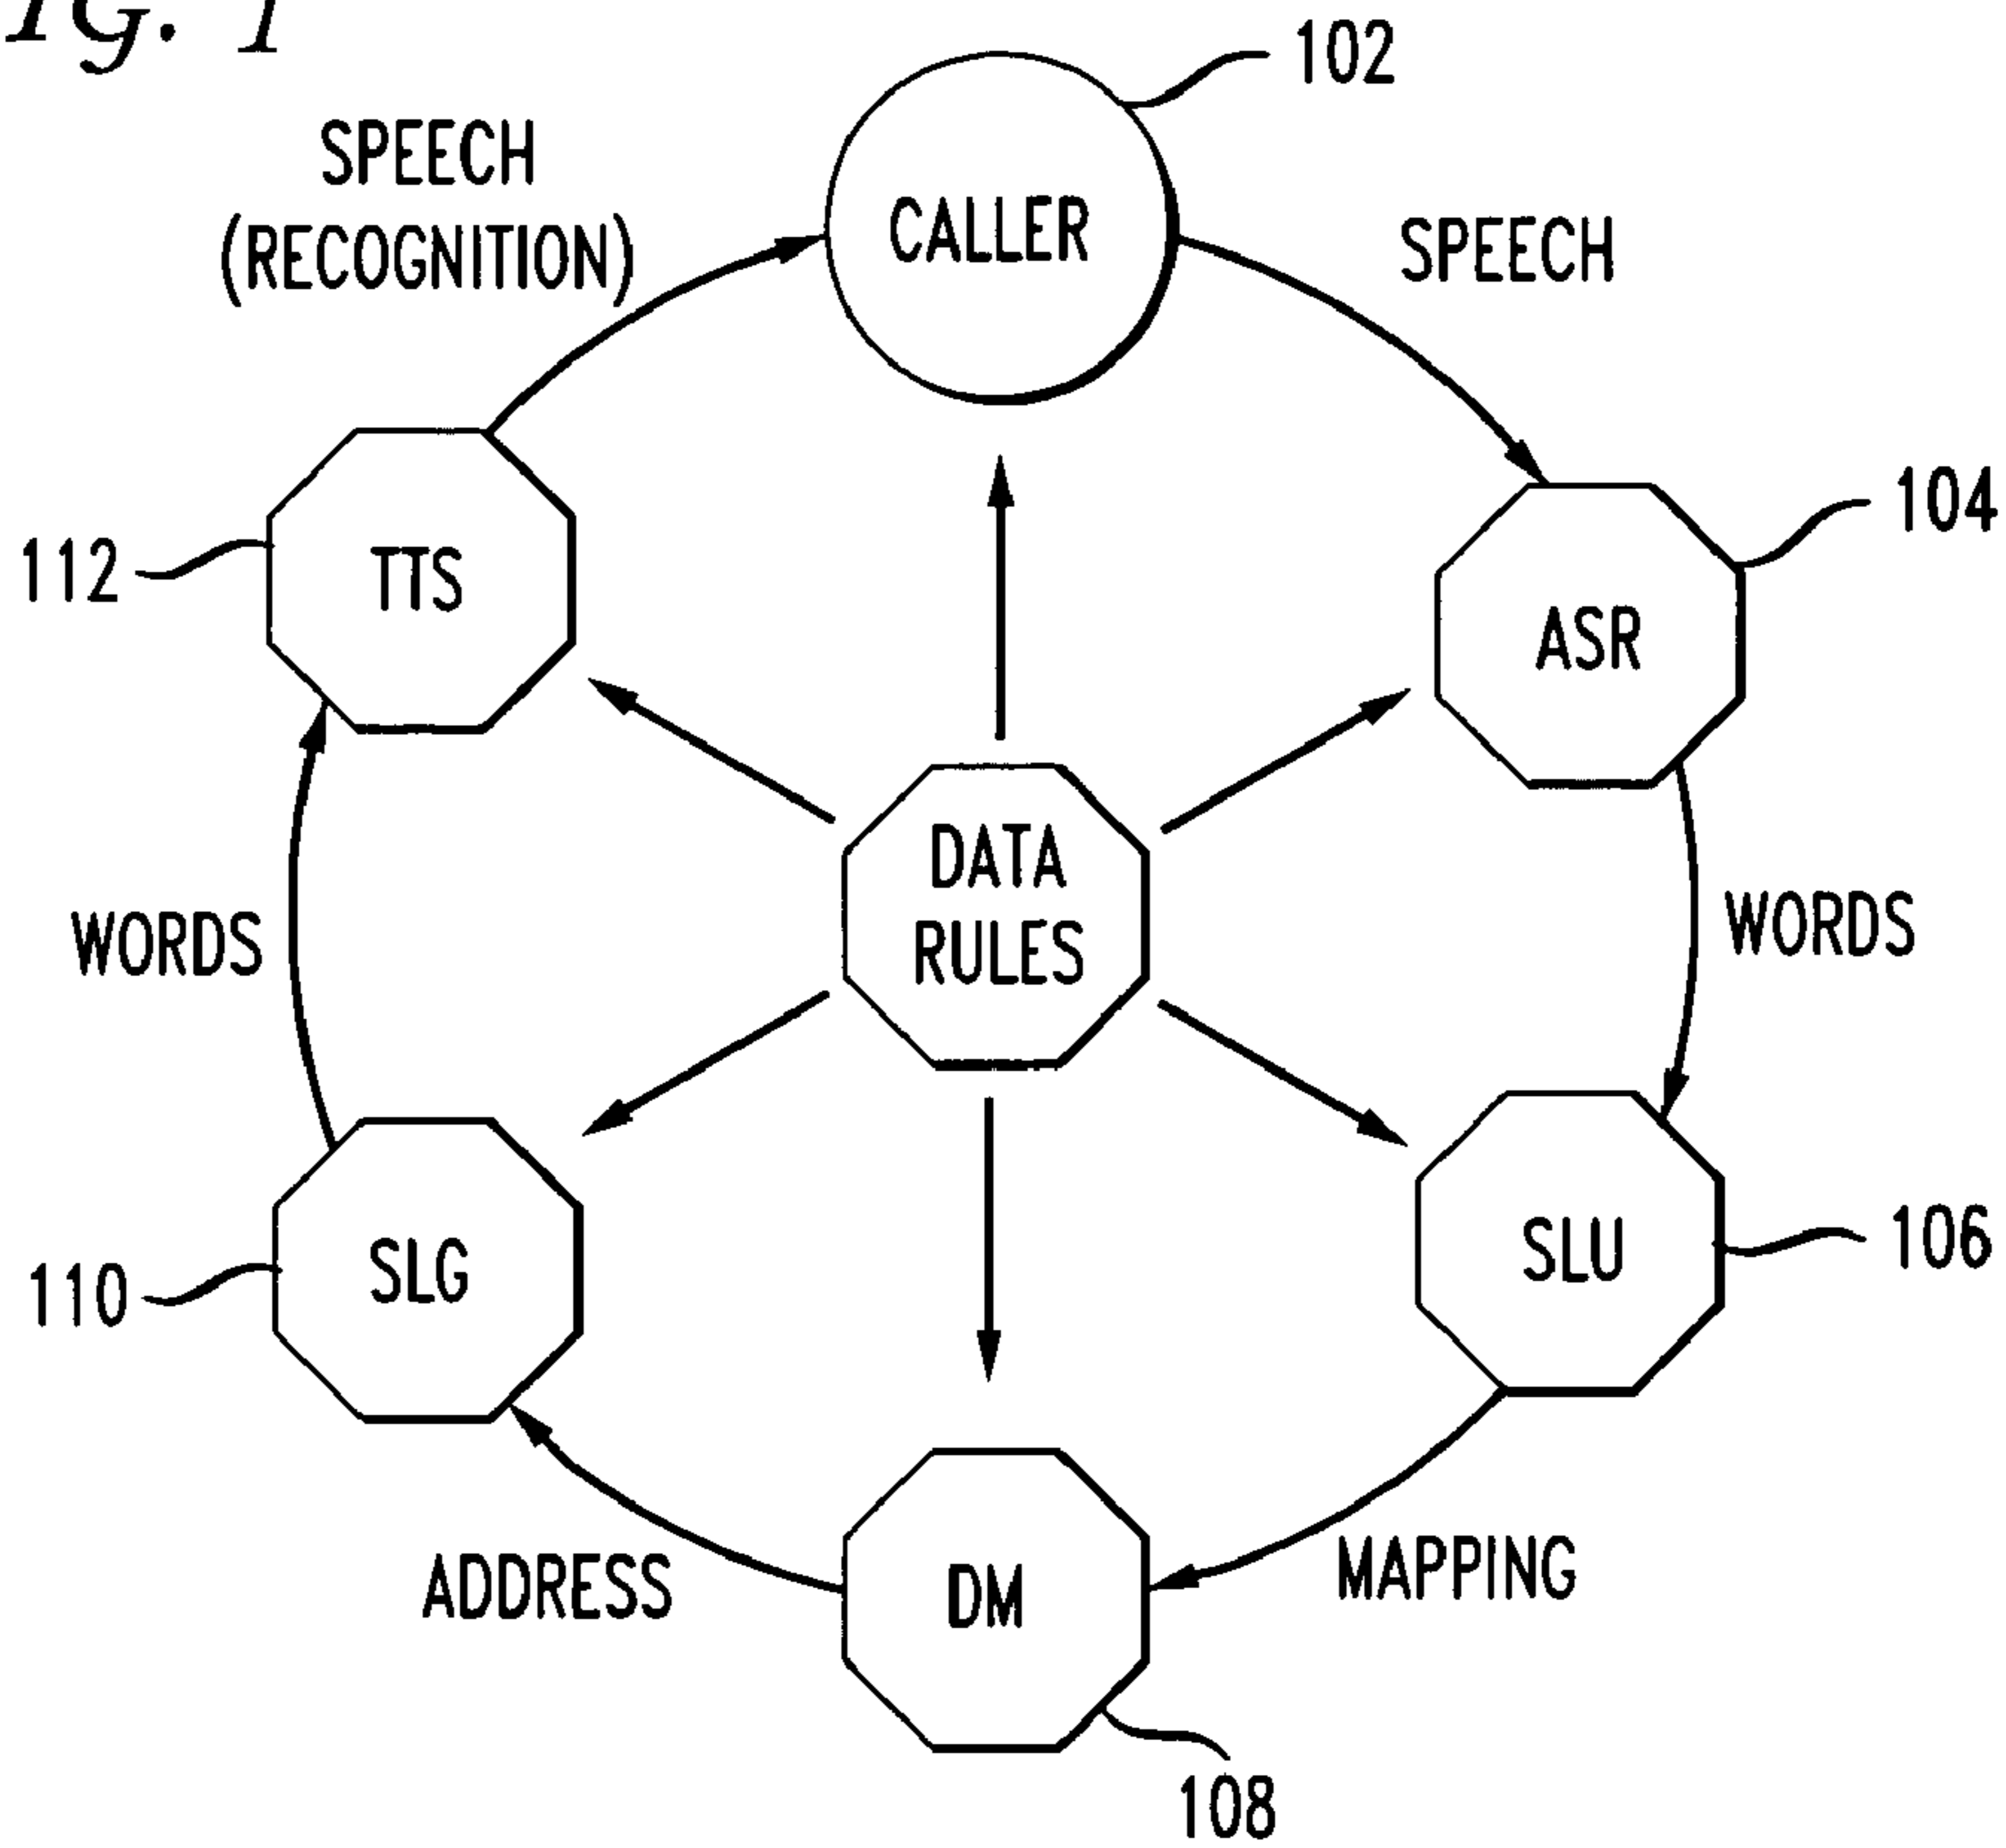 IG. 1
102
SPEECH
(RECOGNITION)
CALLER
SPEECH
104
112
TTS
ASR
DATA
RULES
WORDS
WORDS
SLG
SLU
106
110
ADDRESS
DM
MAPPING
108